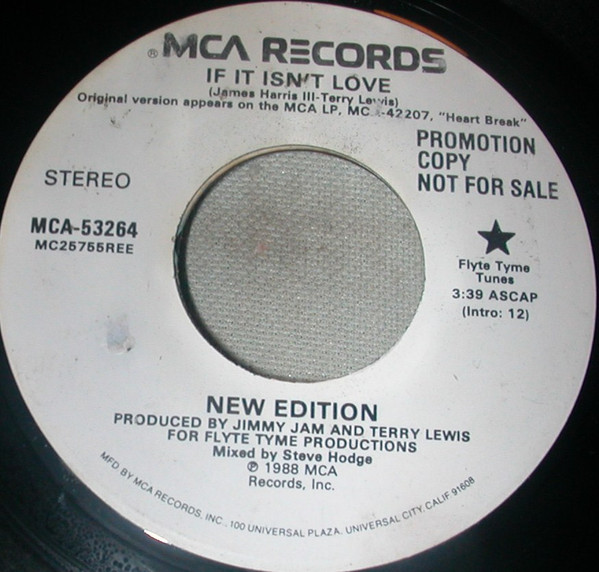 ® MCA RECORDS
IF IT ISN'T LOVE
(James Harris III-Terry Lewis)
Original version appears on the MCA LP, MCA-42207, "Heart Break"
PROMOTION
COPY
NOT FOR SALE
STEREO
MCA-53264
MC25755REE
★
Flyte Tyme
Tunes
3:39 ASCAP
(Intro: 12)
NEW EDITION
PRODUCED BY JIMMY JAM AND TERRY LEWIS
FOR FLYTE TYME PRODUCTIONS
Mixed by Steve Hodge
℗ 1988 MCA
Records, Inc.
MFD BY MCA RECORDS, INC., 100 UNIVERSAL PLAZA, UNIVERSAL CITY, CALIF 91608